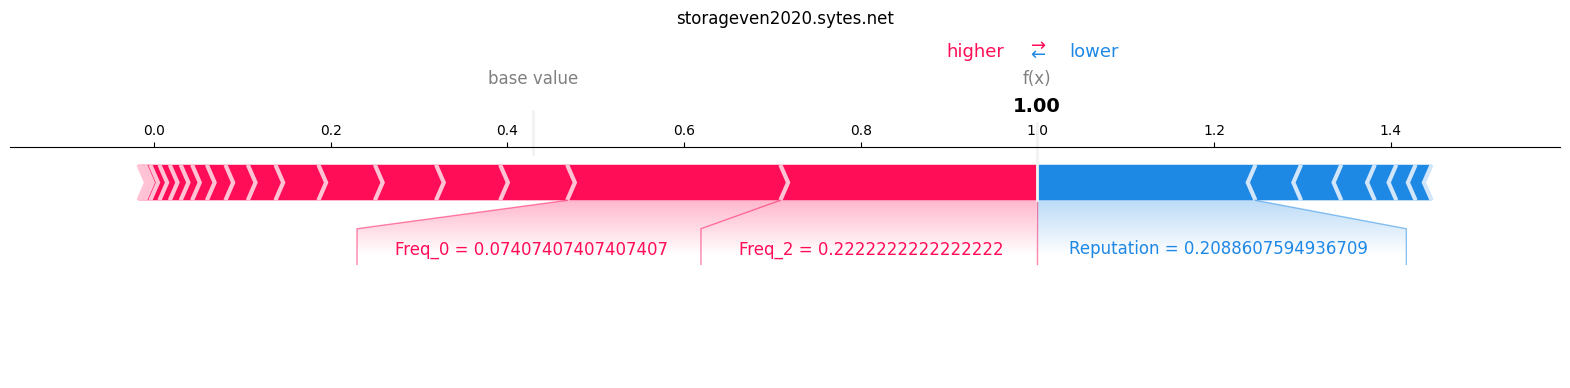 storageven2020.sytes.net
higher ⇄ lower
base value f(x)
1.00
0.0 0.2 0.4 0.6 0.8 1 0 1.2 1.4
Freq_0 = 0.07407407407407407 Freq_2 = 0.2222222222222222 Reputation = 0.2088607594936709